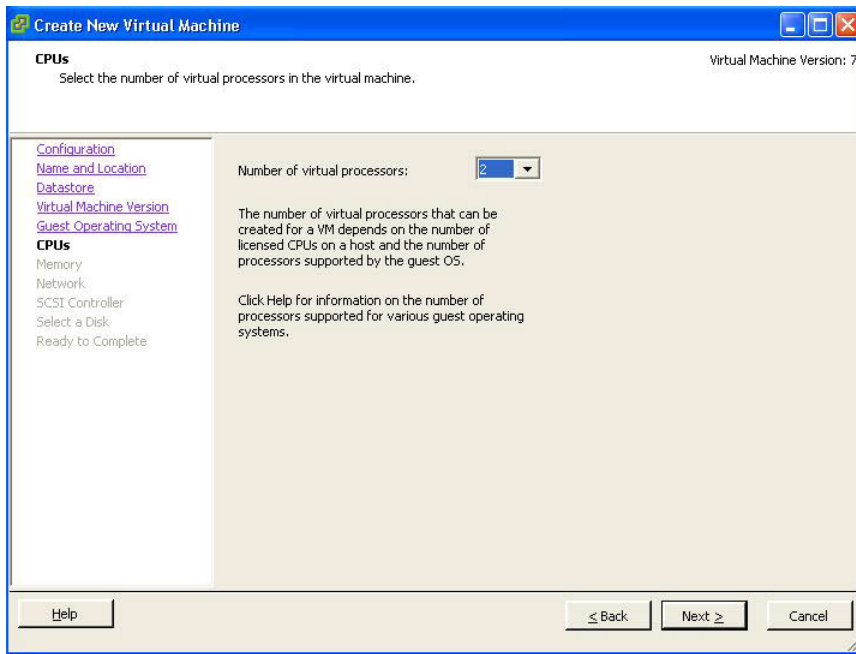 Create New Virtual Machine
CPUs
Select the number of virtual processors in the virtual machine.
Virtual Machine Version: 7
Configuration
Name and Location
Datastore
Virtual Machine Version
Guest Operating System
CPUs
Memory
Network
SCSI Controller
Select a Disk
Ready to Complete
Number of virtual processors:
2
The number of virtual processors that can be
created for a VM depends on the number of
licensed CPUs on a host and the number of
processors supported by the guest OS.
Click Help for information on the number of
processors supported for various guest operating
systems.
Help
< Back
Next >
Cancel